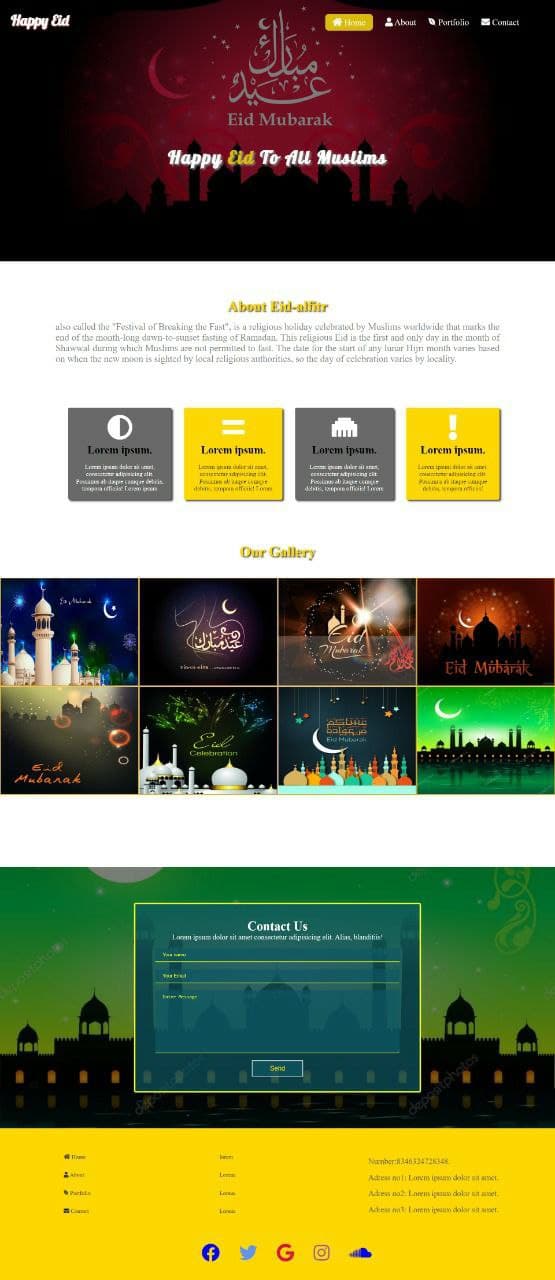 Happy Eid
Home
About
Portfolio
Contact
مبارك
عيد
Eid Mubarak
Happy Eid To All Muslims
About Eid-alfitr
also called the "Festival of Breaking the Fast", is a religious holiday celebrated by Muslims worldwide that marks the
end of the month-long dawn-to-sunset fasting of Ramadan. This religious Eid is the first and only day in the month of
Shawwal during which Muslims are not permitted to fast. The date for the start of any lunar Hijri month varies based
on when the new moon is sighted by local religious authorities, so the day of celebration varies by locality.
Lorem ipsum.
Lorem ipsum dolor sit amet,
consectetur adipisicing elit.
Possimus ab itaque cumque debitis,
tempora officiis! Lorem ipsum
Lorem ipsum.
Lorem ipsum dolor sit amet,
consectetur adipisicing elit.
Possimus ab itaque cumque
debitis, tempora officiis! Lorem
Lorem ipsum.
Lorem ipsum dolor sit amet,
consectetur adipisicing elit.
Possimus ab itaque cumque
debitis, tempora officiis! Lorem
Lorem ipsum.
Lorem ipsum dolor sit amet,
consectetur adipisicing elit.
Possimus ab itaque cumque
debitis, tempora officiis!
Our Gallery
Eid Mubarak
عيد مبارك
Eid
Mubarak
Eid Mubarak
Eid
Mubarak
Eid
Celebration
عساكم
من عواده
Eid Mubarak
depositphotos
Contact Us
Lorem ipsum dolor sit amet consectetur adipisicing elit. Alias, blanditiis!
Your name
Your Email
Entire Message
Send
depositphotos
depositphotos
Home
About
Portfolio
Contact
lorem
Lorem
Lorem
Lorem
Number:8346324728348.
Adress no1: Lorem ipsum dolor sit amet.
Adress no2: Lorem ipsum dolor sit amet.
Adress no3: Lorem ipsum dolor sit amet.